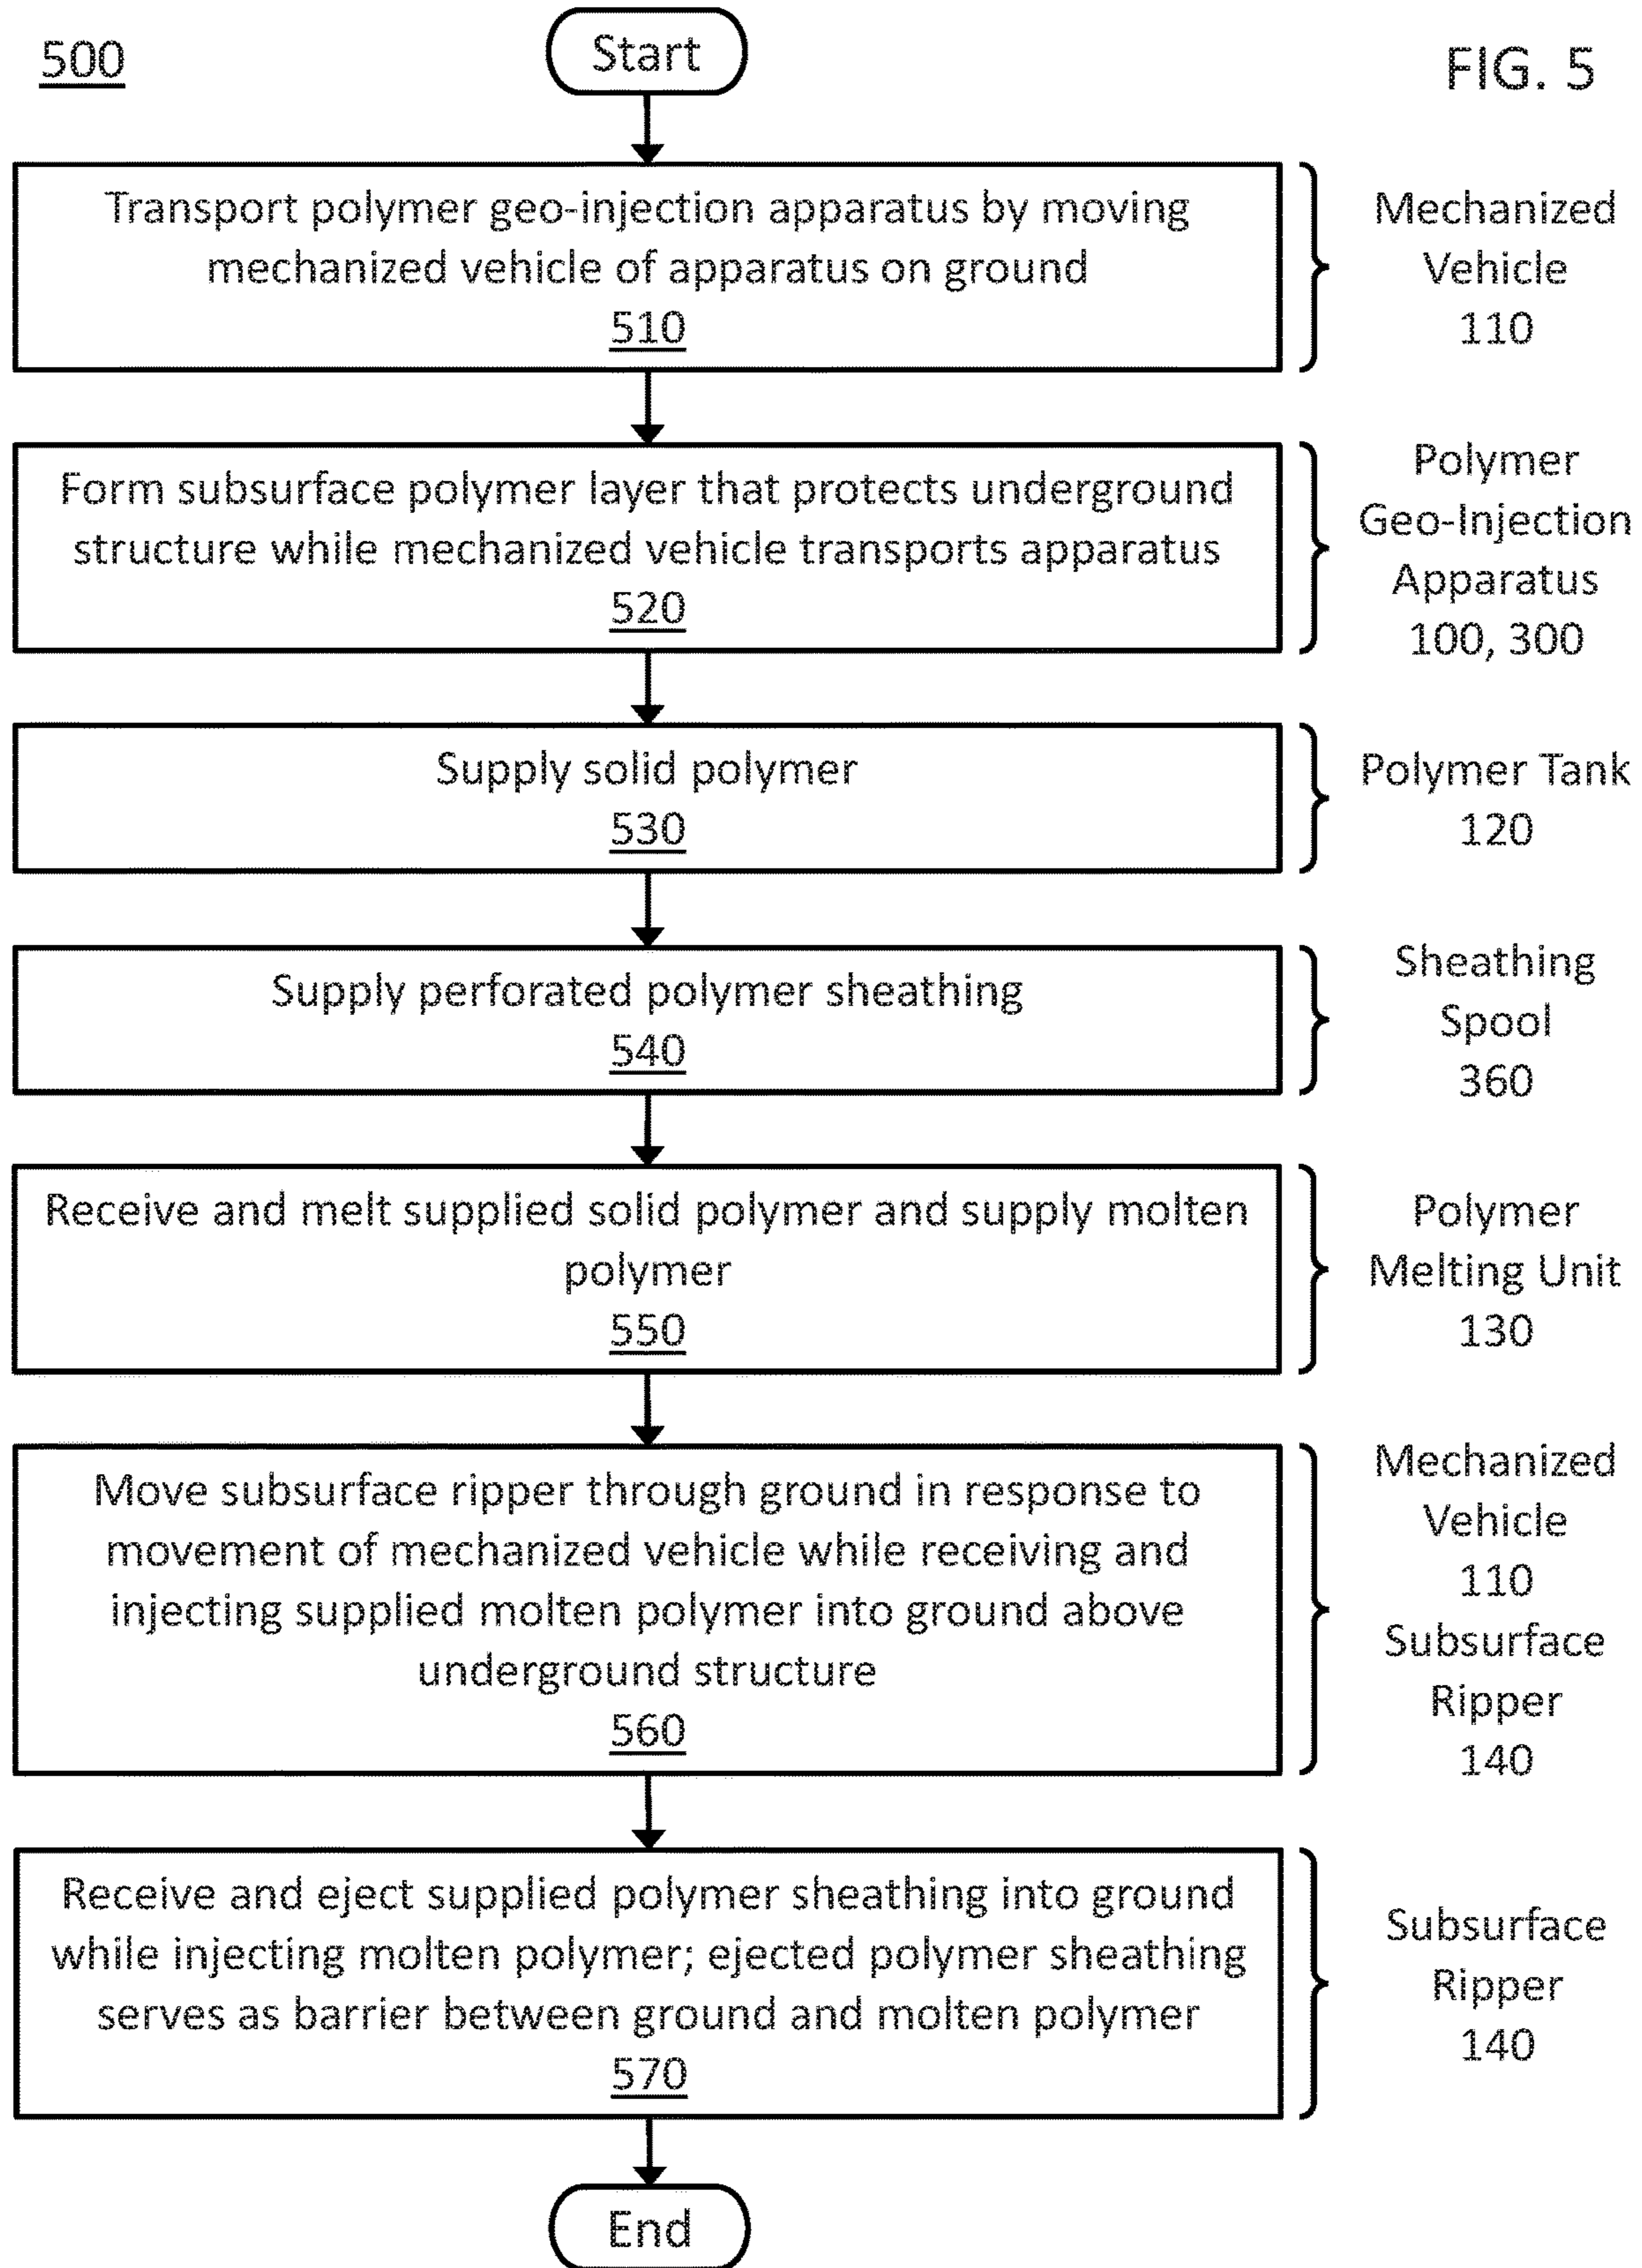 500
Start
FIG. 5
Transport polymer geo-injection apparatus by moving
mechanized vehicle of apparatus on ground
510
Mechanized
Vehicle
110
Form subsurface polymer layer that protects underground
structure while mechanized vehicle transports apparatus
520
Polymer
Geo-Injection
Apparatus
100, 300
Supply solid polymer
530
Polymer Tank
120
Supply perforated polymer sheathing
540
Sheathing
Spool
360
Receive and melt supplied solid polymer and supply molten
polymer
550
Polymer
Melting Unit
130
Move subsurface ripper through ground in response to
movement of mechanized vehicle while receiving and
injecting supplied molten polymer into ground above
underground structure
560
Mechanized
Vehicle
110
Subsurface
Ripper
140
Receive and eject supplied polymer sheathing into ground
while injecting molten polymer; ejected polymer sheathing
serves as barrier between ground and molten polymer
570
Subsurface
Ripper
140
End